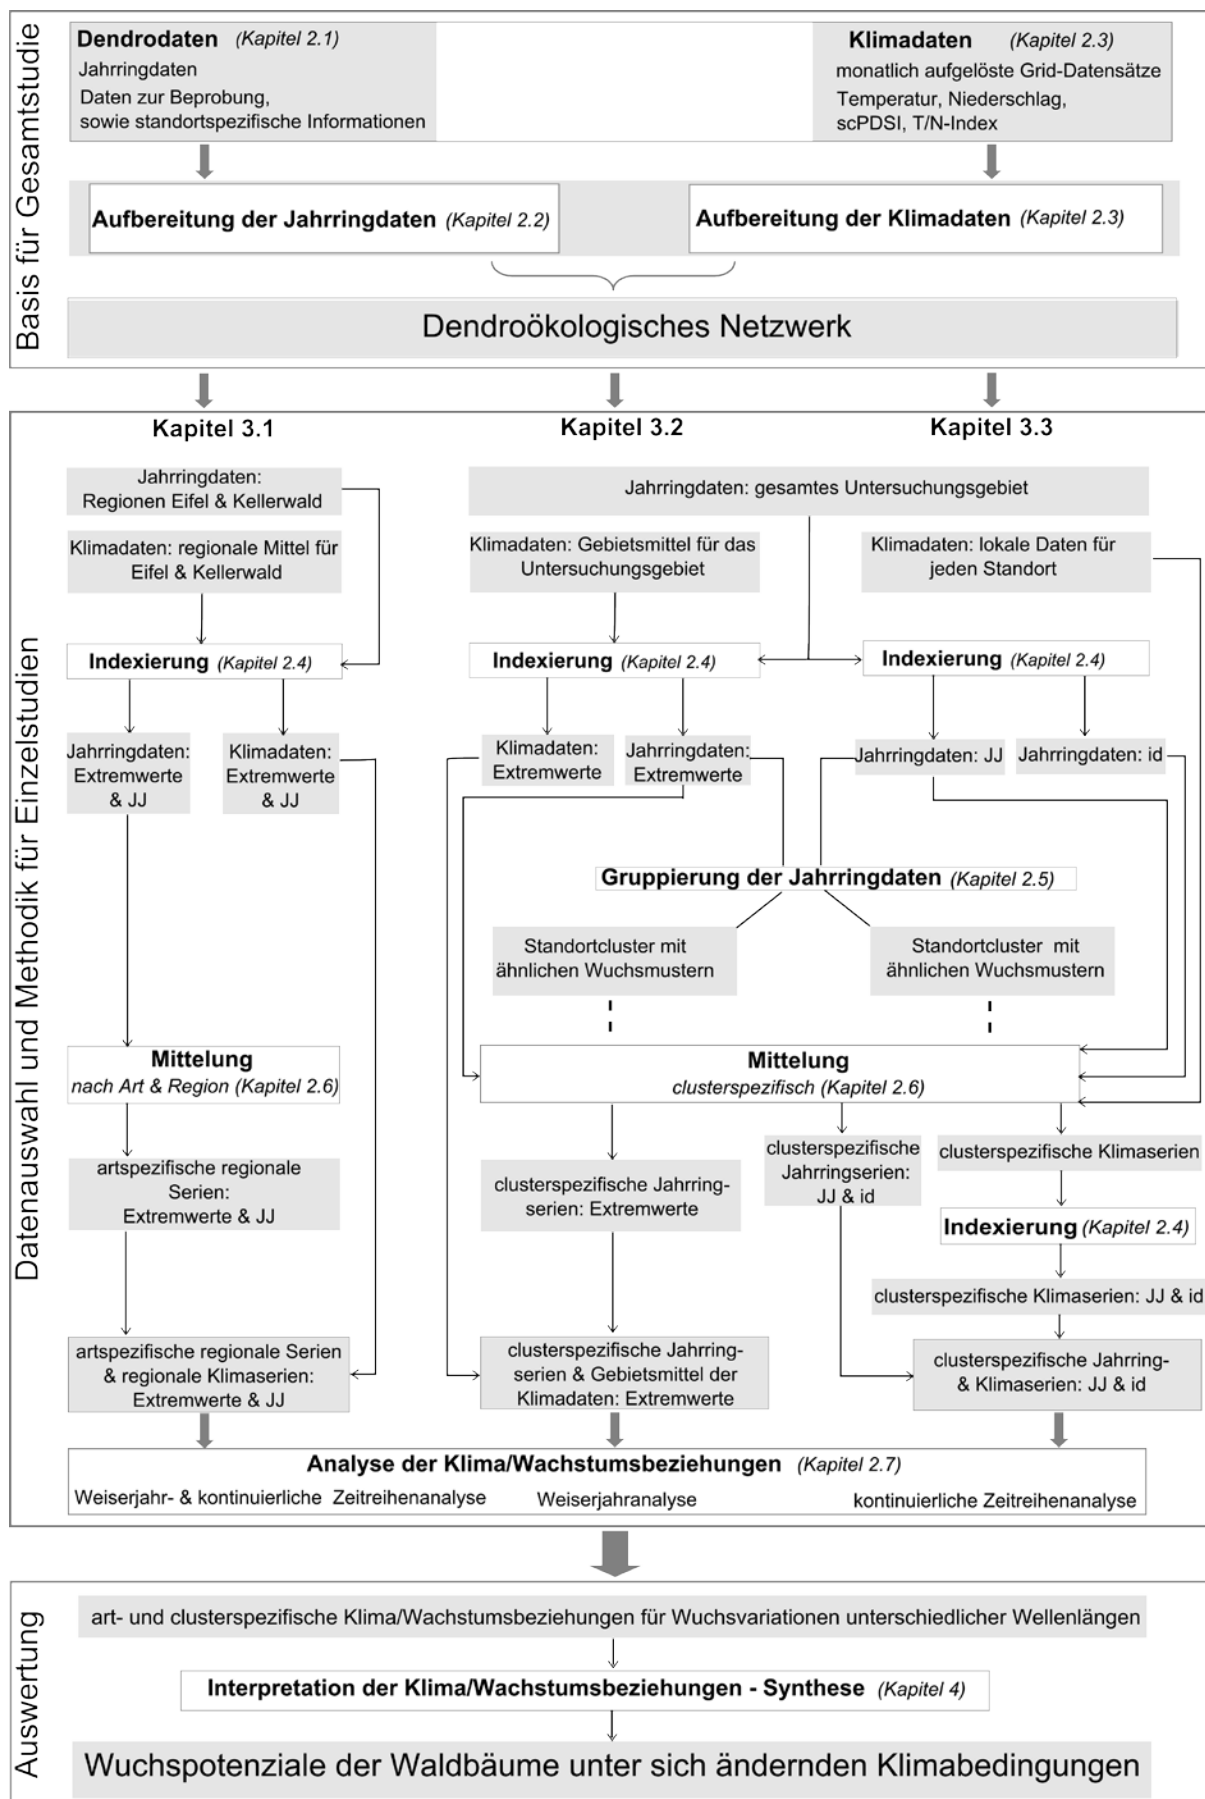 Basis für Gesamtstudie
Dendrodaten (Kapitel 2.1)
Jahrringdaten
Daten zur Beprobung,
sowie standortspezifische Informationen
Klimadaten (Kapitel 2.3)
monatlich aufgelöste Grid-Datensätze
Temperatur, Niederschlag,
scPDSI, T/N-Index
Aufbereitung der Jahrringdaten (Kapitel 2.2)
Aufbereitung der Klimadaten (Kapitel 2.3)
Dendroökologisches Netzwerk
Datenauswahl und Methodik für Einzelstudien
Kapitel 3.1
Kapitel 3.2
Kapitel 3.3
Jahrringdaten:
Regionen Eifel & Kellerwald
Jahrringdaten: gesamtes Untersuchungsgebiet
Klimadaten: regionale Mittel für
Eifel & Kellerwald
Klimadaten: Gebietsmittel für das
Untersuchungsgebiet
Klimadaten: lokale Daten für
jeden Standort
Indexierung (Kapitel 2.4)
Indexierung (Kapitel 2.4)
Indexierung (Kapitel 2.4)
Jahrringdaten:
Extremwerte
& JJ
Klimadaten:
Extremwerte
& JJ
Klimadaten:
Extremwerte
Jahrringdaten:
Extremwerte
Jahrringdaten: JJ
Jahrringdaten: id
Gruppierung der Jahrringdaten (Kapitel 2.5)
Standortcluster mit
ähnlichen Wuchsmustern
Standortcluster mit
ähnlichen Wuchsmustern
Mittelung
nach Art & Region (Kapitel 2.6)
Mittelung
clusterspezifisch (Kapitel 2.6)
artspezifische regionale
Serien:
Extremwerte & JJ
clusterspezifische Jahrring-
serien: Extremwerte
clusterspezifische
Jahrringserien:
JJ & id
clusterspezifische Klimaserien
Indexierung (Kapitel 2.4)
clusterspezifische Klimaserien: JJ & id
artspezifische regionale Serien
& regionale Klimaserien:
Extremwerte & JJ
clusterspezifische Jahrring-
serien & Gebietsmittel der
Klimadaten: Extremwerte
clusterspezifische Jahrring-
& Klimaserien: JJ & id
Analyse der Klima/Wachstumsbeziehungen (Kapitel 2.7)
Weiserjahr- & kontinuierliche Zeitreihenanalyse
Weiserjahranalyse
kontinuierliche Zeitreihenanalyse
Auswertung
art- und clusterspezifische Klima/Wachstumsbeziehungen für Wuchsvariationen unterschiedlicher Wellenlängen
Interpretation der Klima/Wachstumsbeziehungen - Synthese (Kapitel 4)
Wuchspotenziale der Waldbäume unter sich ändernden Klimabedingungen